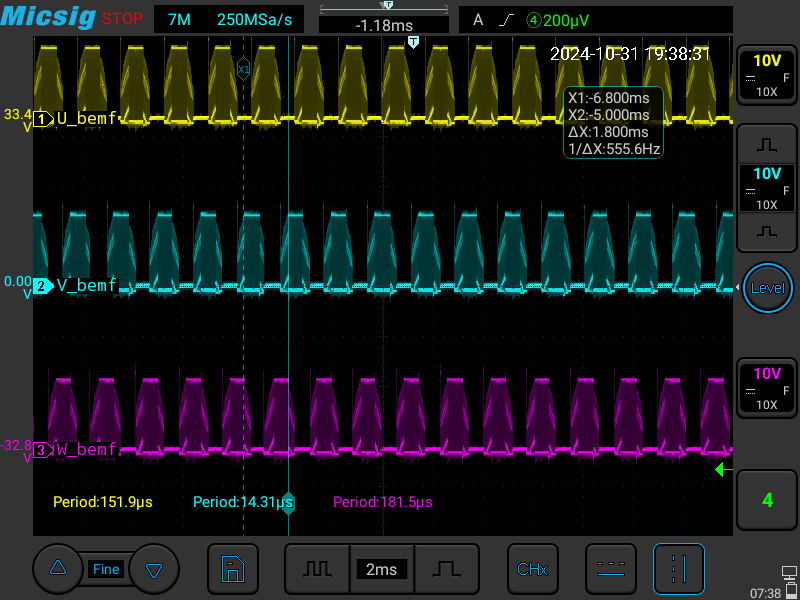 Micsig STOP 7M 250MSa/s T -1.18ms A ④200μV
T
2024-10-31 19:38:31
10V
F
10X
X1
X1:-6.800ms
X2:-5.000ms
ΔX:1.800ms
1/ΔX:555.6Hz
33.4
V
1 U_bemf
10V
F
10X
0.00
V
2 V_bemf
Level
10V
F
10X
-32.8
V
3 W_bemf
Period:151.9μs Period:14.31μs Period:181.5μs
4
Fine 2ms CHx
07:38